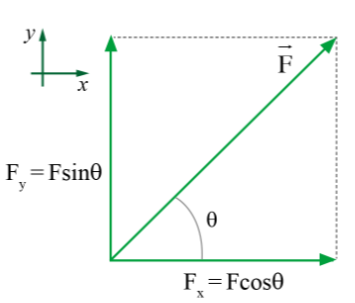 y
x
F⃗
F_y = Fsinθ
θ
F_x = Fcosθ